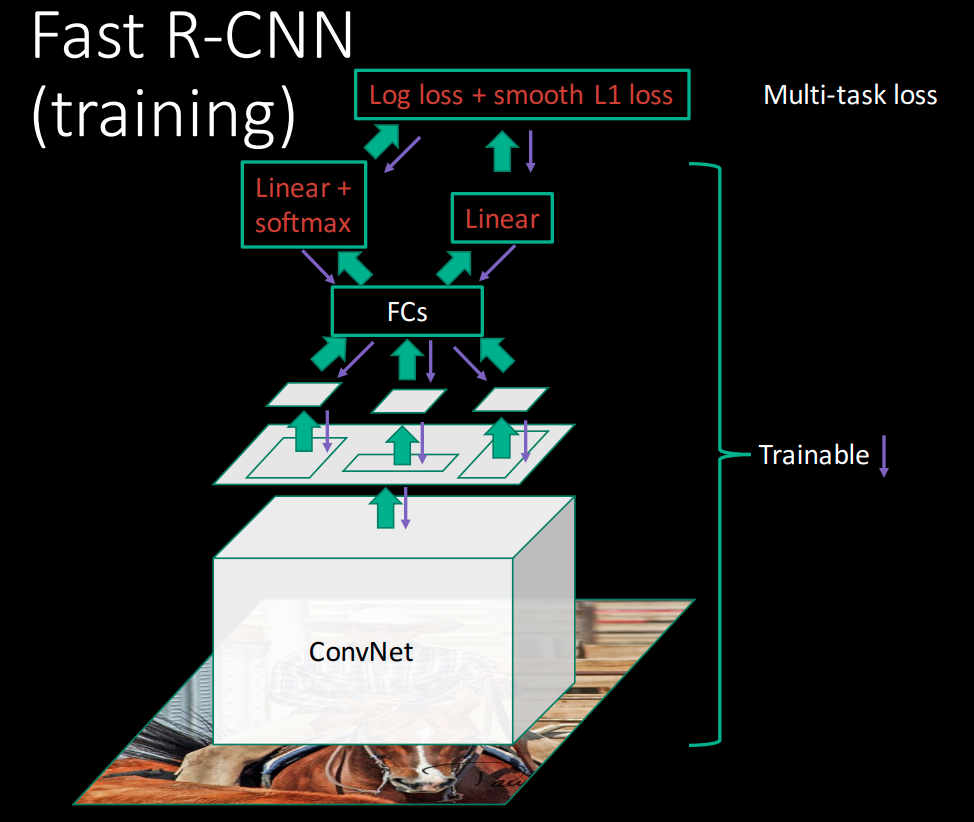 Fast R-CNN
(training)
Log loss + smooth L1 loss
Multi-task loss
Linear +
softmax
Linear
FCs
Trainable
ConvNet